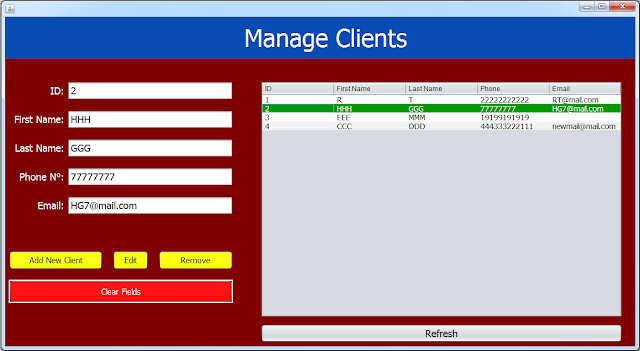 Manage Clients
ID: 2
First Name: HHH
Last Name: GGG
Phone N°: 77777777
Email: HG7@mail.com
Add New Client Edit Remove
Clear Fields
ID First Name Last Name Phone Email
1 R T 22222222222 RT@mail.com
2 HHH GGG 77777777 HG7@mail.com
3 EEE MMM 19199191919
4 CCC DDD 444333222111 newmail@mail.com
Refresh